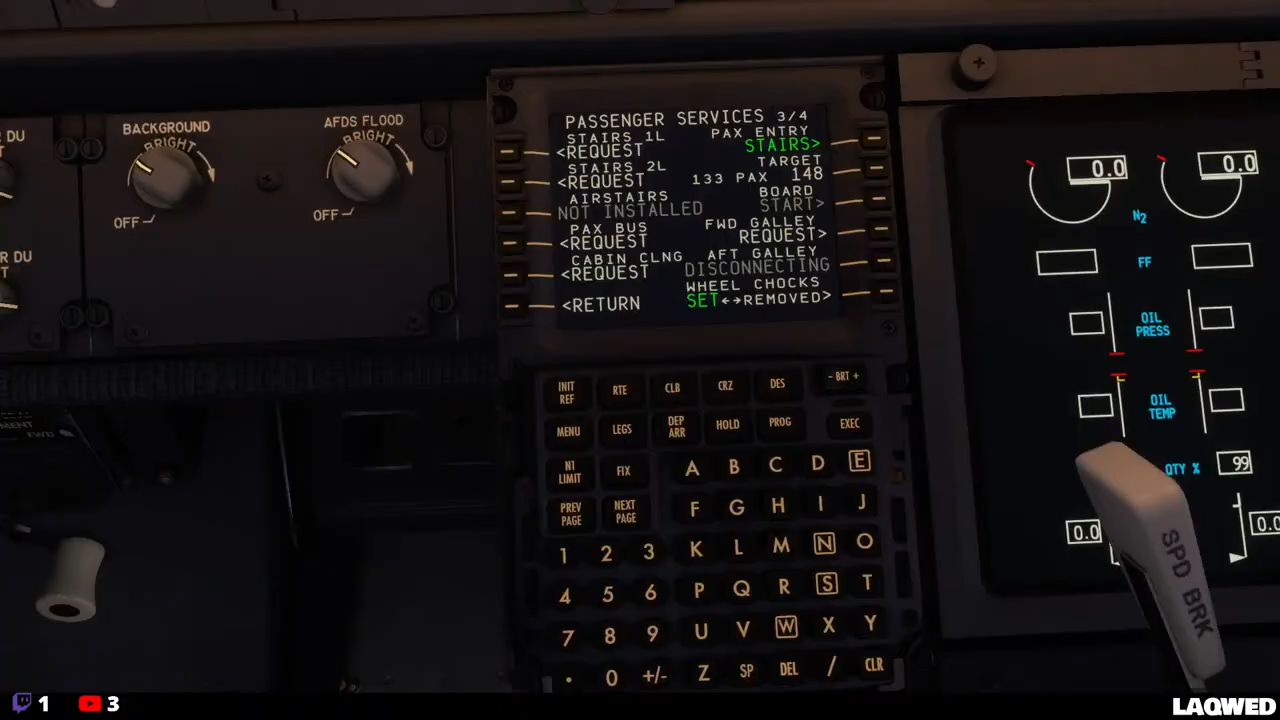 DU
BACKGROUND
BRIGHT
OFF
AFDS FLOOD
BRIGHT
OFF
R DU
MENT
FWD
PASSENGER SERVICES 3/4
STAIRS 1L PAX ENTRY
<REQUEST STAIRS>
STAIRS 2L TARGET
<REQUEST 133 PAX 148
AIRSTAIRS BOARD
NOT INSTALLED START>
PAX BUS FWD GALLEY
<REQUEST REQUEST>
CABIN CLNG AFT GALLEY
<REQUEST DISCONNECTING
WHEEL CHOCKS
<RETURN SET←→REMOVED>
INIT REF RTE CLB CRZ DES - BRT +
MENU LEGS DEP ARR HOLD PROG EXEC
N1 LIMIT FIX A B C D E
PREV PAGE NEXT PAGE F G H I J
1 2 3 K L M N O
4 5 6 P Q R S T
7 8 9 U V W X Y
. 0 +/- Z SP DEL / CLR
0.0 0.0
N2
FF
OIL PRESS
OIL TEMP
QTY % 99
0.0 0.0
SPD BRK
1 3
LAQWED